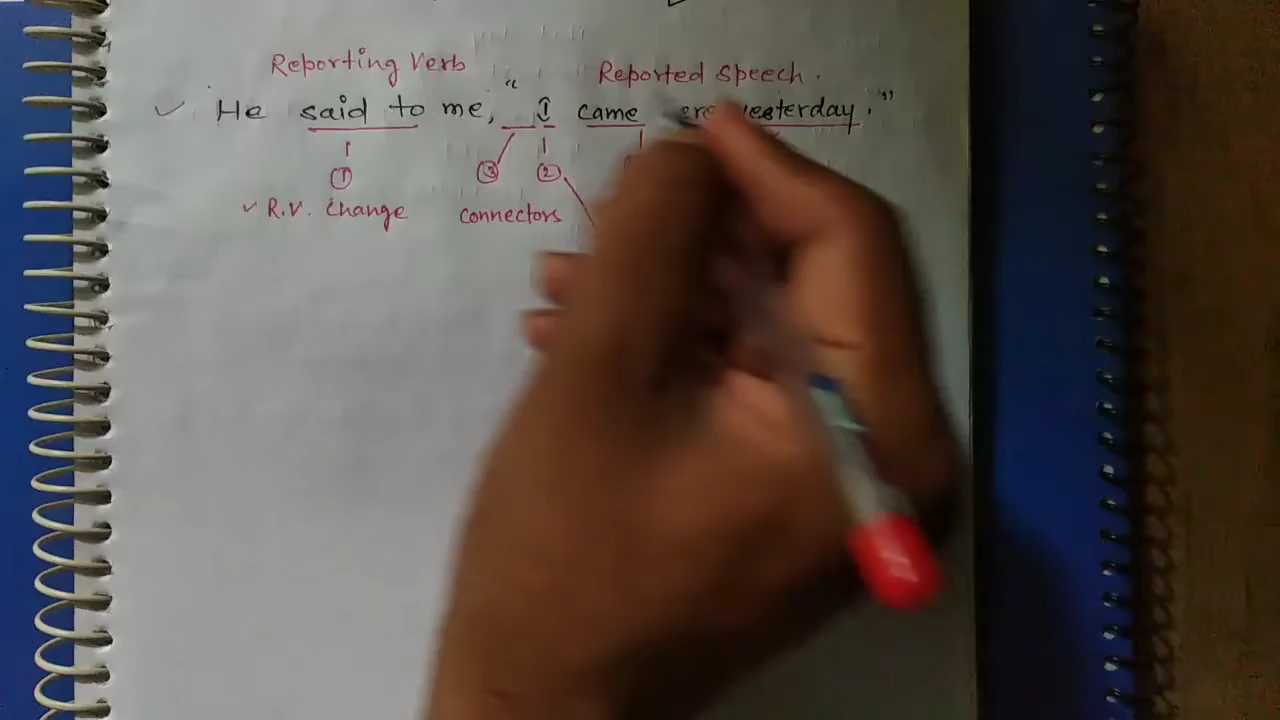 Reporting Verb Reported speech.
✓ He said to me, " I came yesterday."
① ③ ②
✓ R.V. change connectors